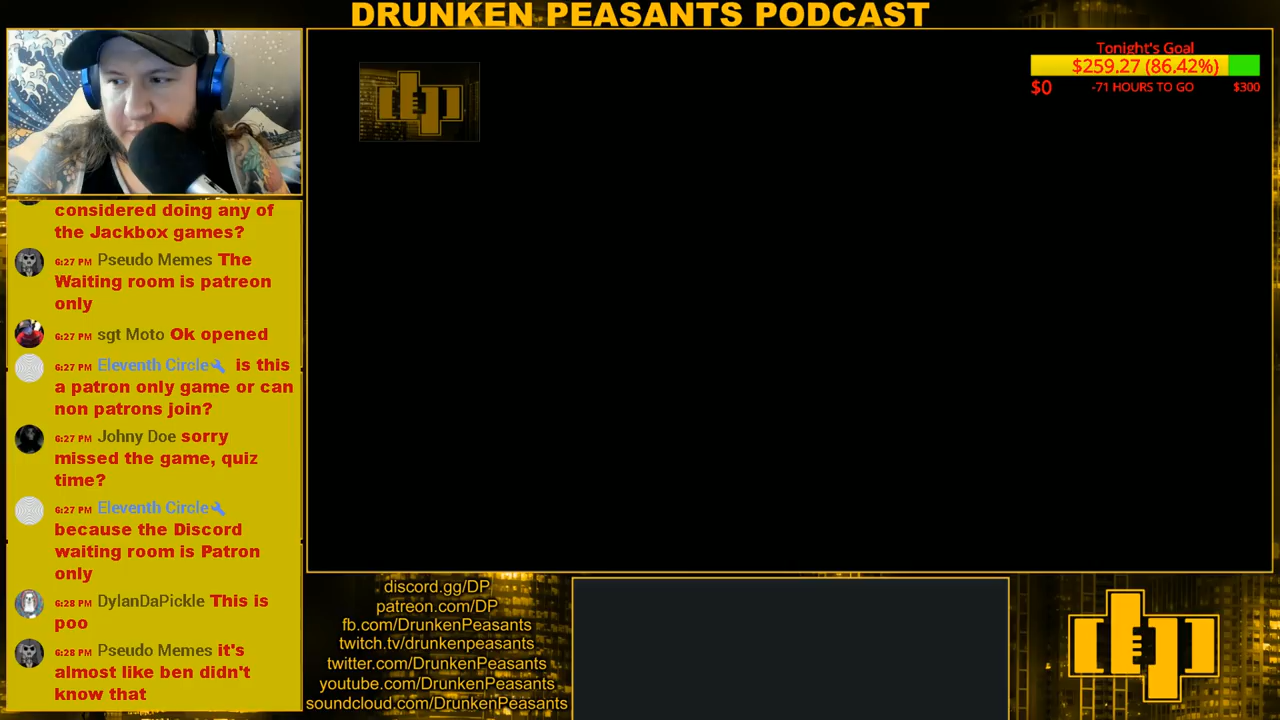 DRUNKEN PEASANTS PODCAST
Tonight's Goal
$259.27 (86.42%)
$0 -71 HOURS TO GO $300
considered doing any of
the Jackbox games?
6:27 PM Pseudo Memes The
Waiting room is patreon
only
6:27 PM sgt Moto Ok opened
6:27 PM Eleventh Circle is this
a patron only game or can
non patrons join?
6:27 PM Johny Doe sorry
missed the game, quiz
time?
6:27 PM Eleventh Circle
because the Discord
waiting room is Patron
only
6:28 PM DylanDaPickle This is
poo
6:28 PM Pseudo Memes it's
almost like ben didn't
know that
discord.gg/DP
patreon.com/DP
fb.com/DrunkenPeasants
twitch.tv/drunkenpeasants
twitter.com/DrunkenPeasants
youtube.com/DrunkenPeasants
soundcloud.com/DrunkenPeasants